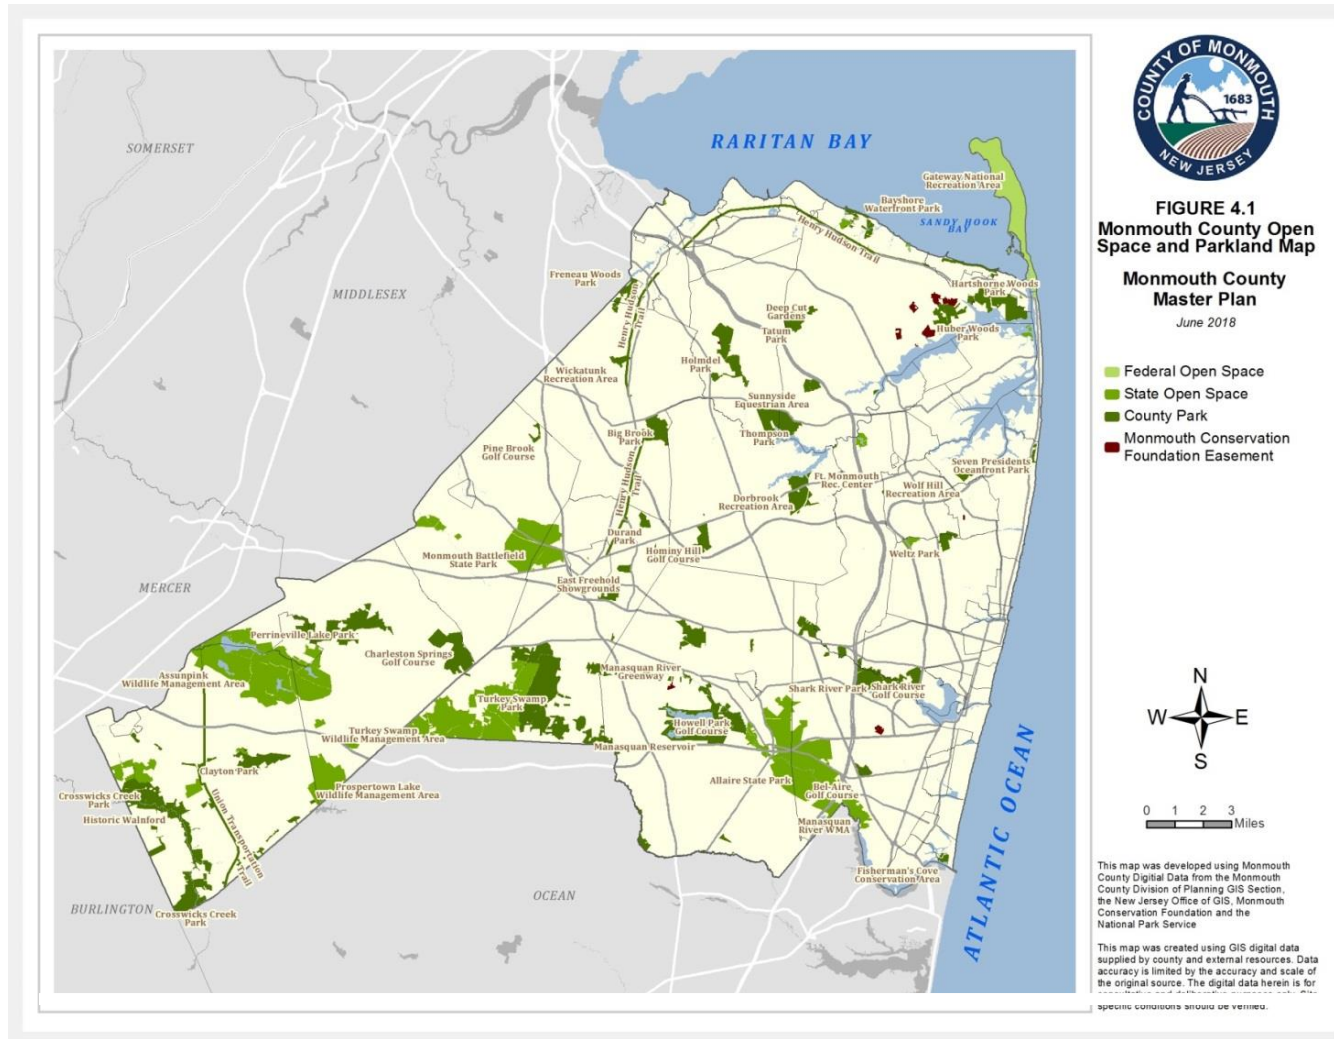 COUNTY OF MONMOUTH
1683
NEW JERSEY
FIGURE 4.1
Monmouth County Open
Space and Parkland Map
Monmouth County
Master Plan
June 2018
Federal Open Space
State Open Space
County Park
Monmouth Conservation
Foundation Easement
N
W E
S
0 1 2 3
Miles
This map was developed using Monmouth
County Digitial Data from the Monmouth
County Division of Planning GIS Section,
the New Jersey Office of GIS, Monmouth
Conservation Foundation and the
National Park Service
This map was created using GIS digital data
supplied by county and external resources. Data
accuracy is limited by the accuracy and scale of
the original source. The digital data herein is for
specific conditions should be verified.
RARITAN BAY
SOMERSET
Gateway National
Recreation Area
Bayshore
Waterfront Park
SANDY HOOK
BAY
Henry Hudson Trail
Freneau Woods
Park
MIDDLESEX
Hartshorne Woods
Park
Henry Hudson
Trail
Deep Cut
Gardens
Tatum
Park
Huber Woods
Park
Holmdel
Park
Wickatunk
Recreation Area
Sunnyside
Equestrian Area
Big Brook
Park
Thompson
Park
Pine Brook
Golf Course
Henry Hudson
Trail
Seven Presidents
Oceanfront Park
Ft. Monmouth
Rec. Center
Wolf Hill
Recreation Area
Dorbrook
Recreation Area
Durand
Park
Hominy Hill
Golf Course
Weltz Park
Monmouth Battlefield
State Park
East Freehold
Showgrounds
MERCER
Perrineville Lake Park
Charleston Springs
Golf Course
Assunpink
Wildlife Management Area
Manasquan River
Greenway
Shark River Park
Shark River
Golf Course
Turkey Swamp
Park
Howell Park
Golf Course
Turkey Swamp
Wildlife Management Area
Manasquan Reservoir
Clayton Park
Allaire State Park
Prospertown Lake
Wildlife Management Area
Bel-Aire
Golf Course
Crosswicks Creek
Park
Historic Walnford
Union Transportation
Trail
Manasquan
River WMA
Fisherman's Cove
Conservation Area
OCEAN
BURLINGTON
Crosswicks Creek
Park
ATLANTIC OCEAN